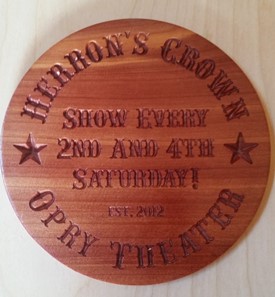 Herron's Crown
Show Every
2nd And 4th
Saturday!
Est. 2012
Opry Theater